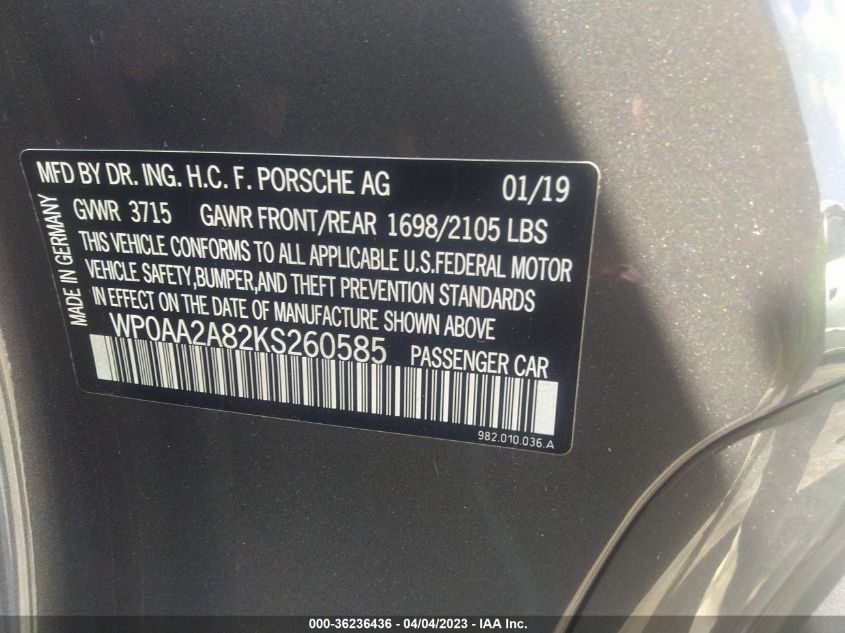 MFD BY DR. ING. H.C. F. PORSCHE AG 01/19
GVWR 3715 GAWR FRONT/REAR 1698/2105 LBS
THIS VEHICLE CONFORMS TO ALL APPLICABLE U.S.FEDERAL MOTOR
VEHICLE SAFETY,BUMPER,AND THEFT PREVENTION STANDARDS
IN EFFECT ON THE DATE OF MANUFACTURE SHOWN ABOVE
MADE IN GERMANY
WP0AA2A82KS260585 PASSENGER CAR
982.010.036.A
000-36236436 - 04/04/2023 - IAA Inc.